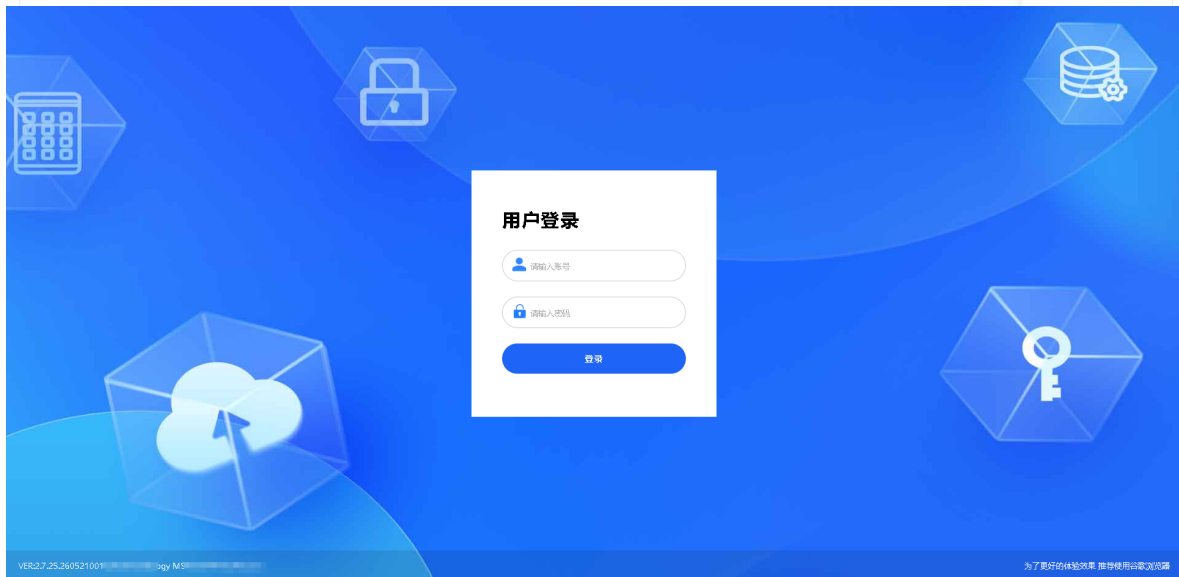 用户登录
请输入账号
请输入密码
登录
VER:2.7.25.260521001 ogy MS
为了更好的体验效果 推荐使用谷歌浏览器